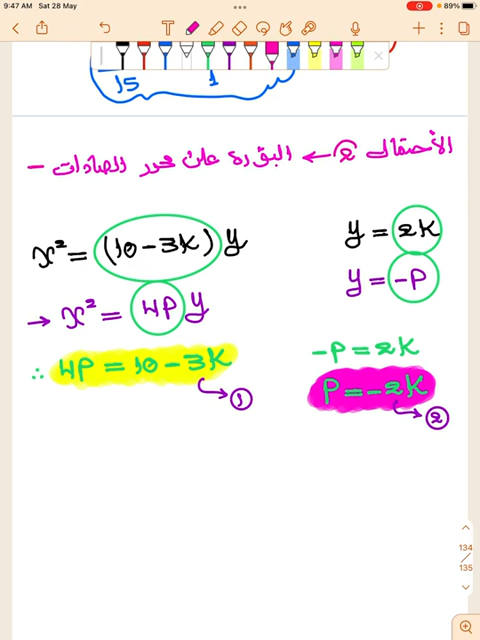 9:47 AM Sat 28 May
89%
15 1
الأحتمال 2 ← البؤرة على محور الصادات -
x² = (10 - 3K) y
y = 2K
→ x² = 4P y
y = -P
∴ 4P = 10 - 3K
①
-P = 2K
P = -2K
②
134
135